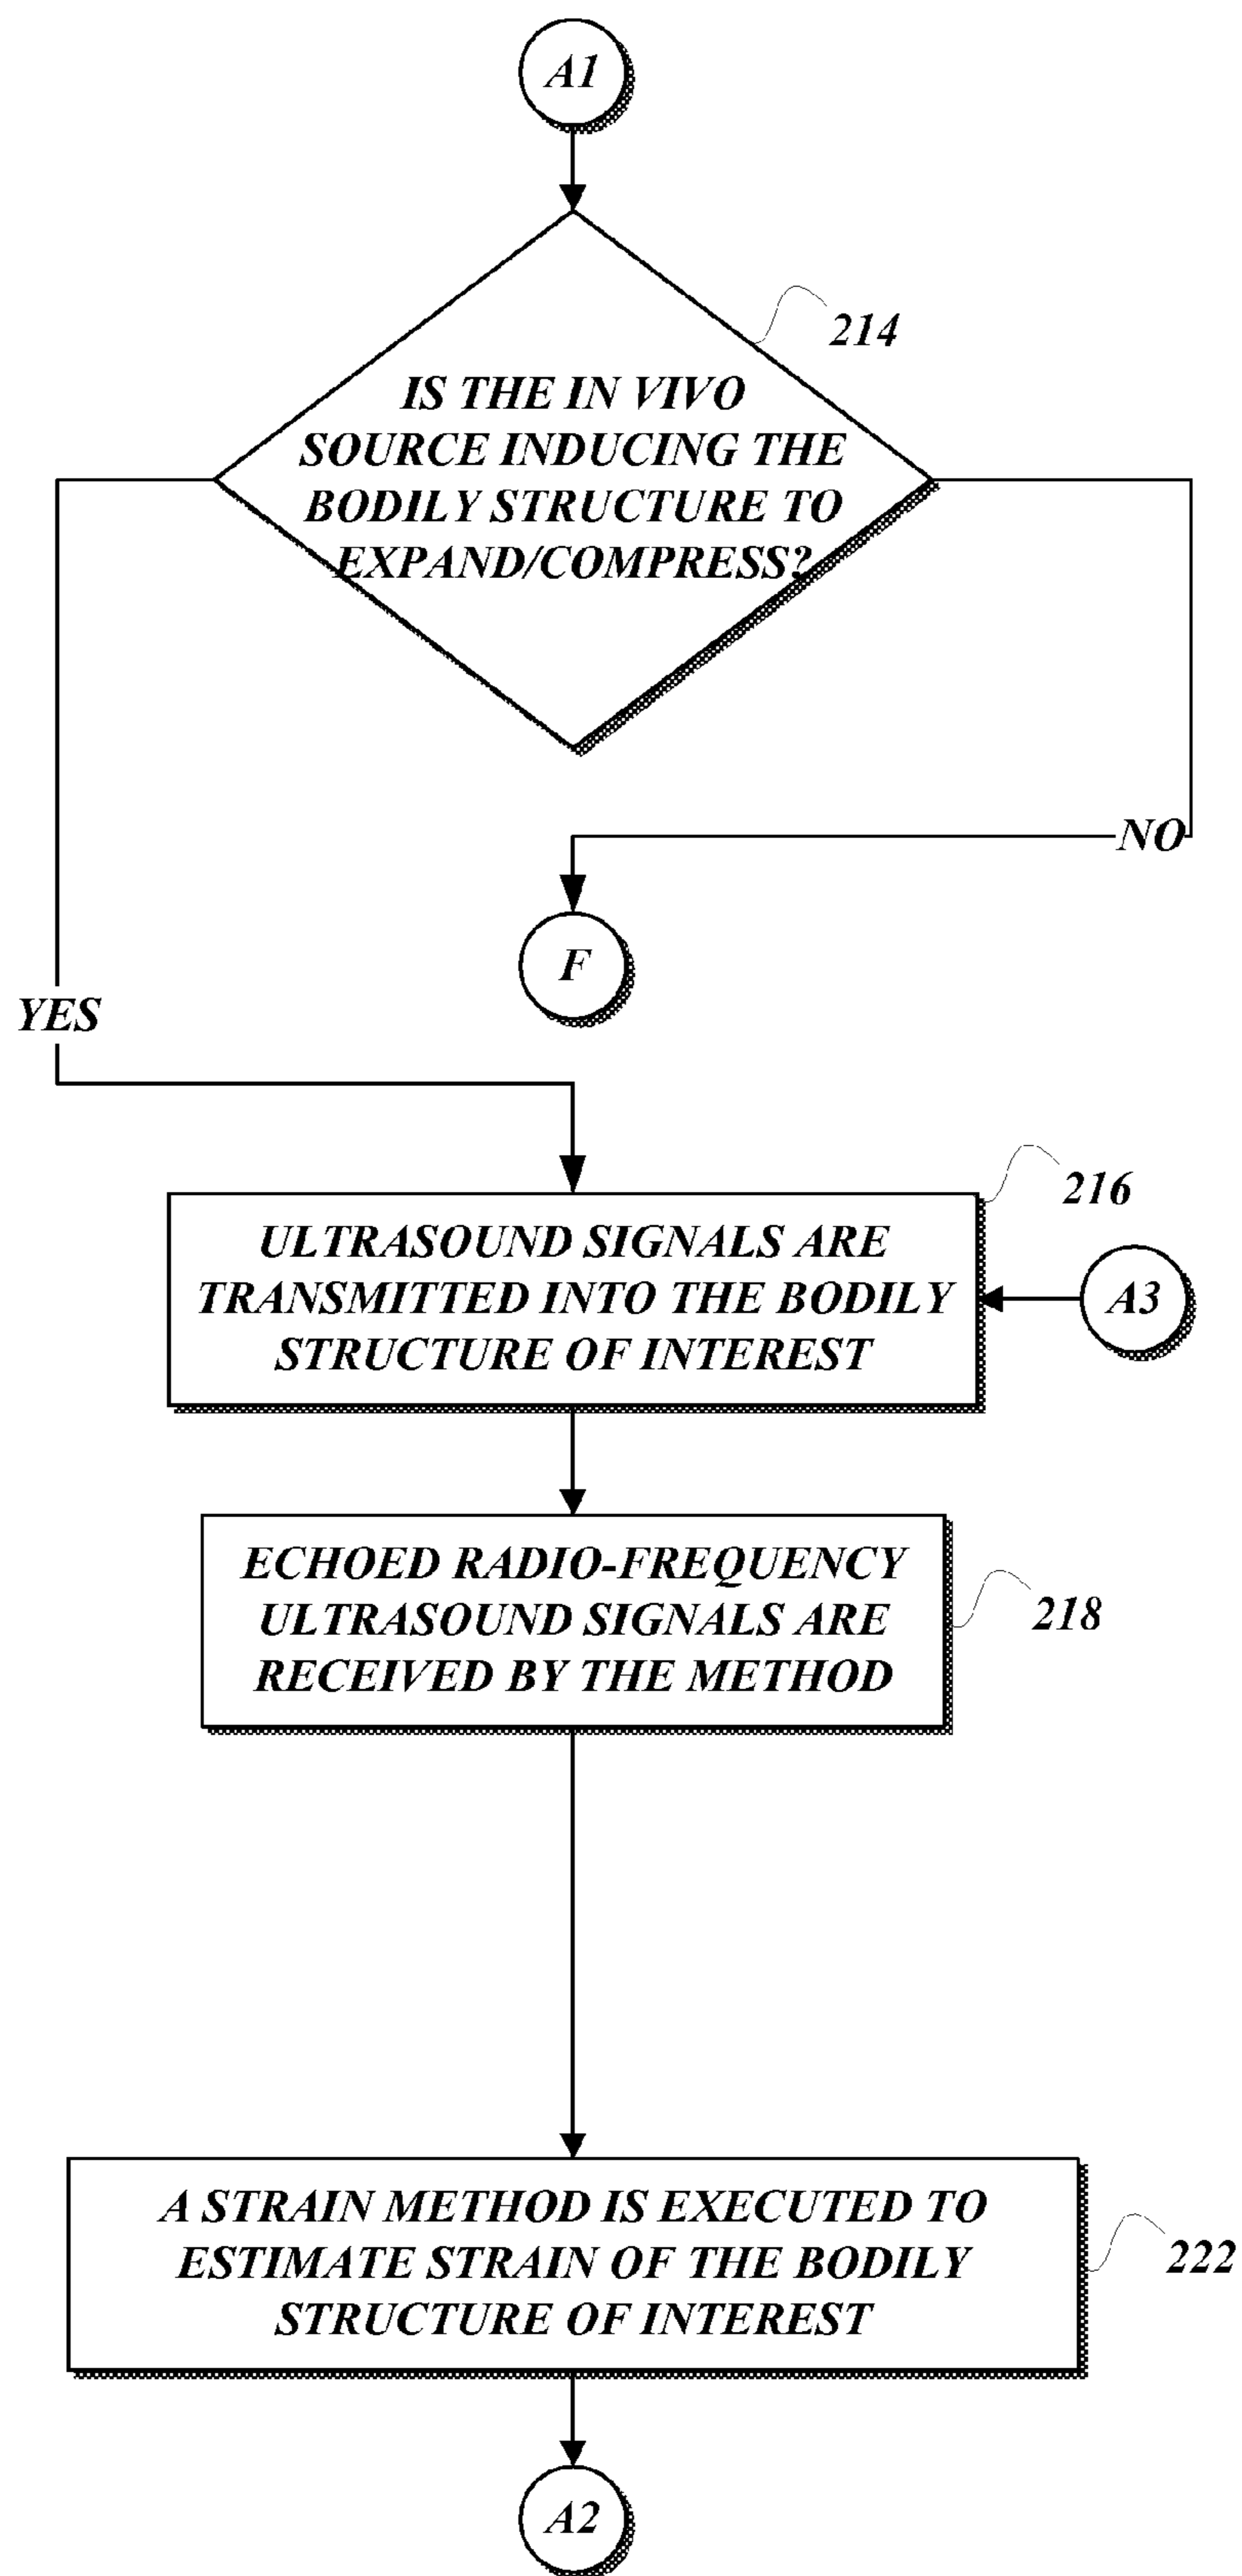 A1
214
IS THE IN VIVO
SOURCE INDUCING THE
BODILY STRUCTURE TO
EXPAND/COMPRESS?
NO
F
YES
216
ULTRASOUND SIGNALS ARE
TRANSMITTED INTO THE BODILY
STRUCTURE OF INTEREST
A3
ECHOED RADIO-FREQUENCY
ULTRASOUND SIGNALS ARE
RECEIVED BY THE METHOD
218
A STRAIN METHOD IS EXECUTED TO
ESTIMATE STRAIN OF THE BODILY
STRUCTURE OF INTEREST
222
A2